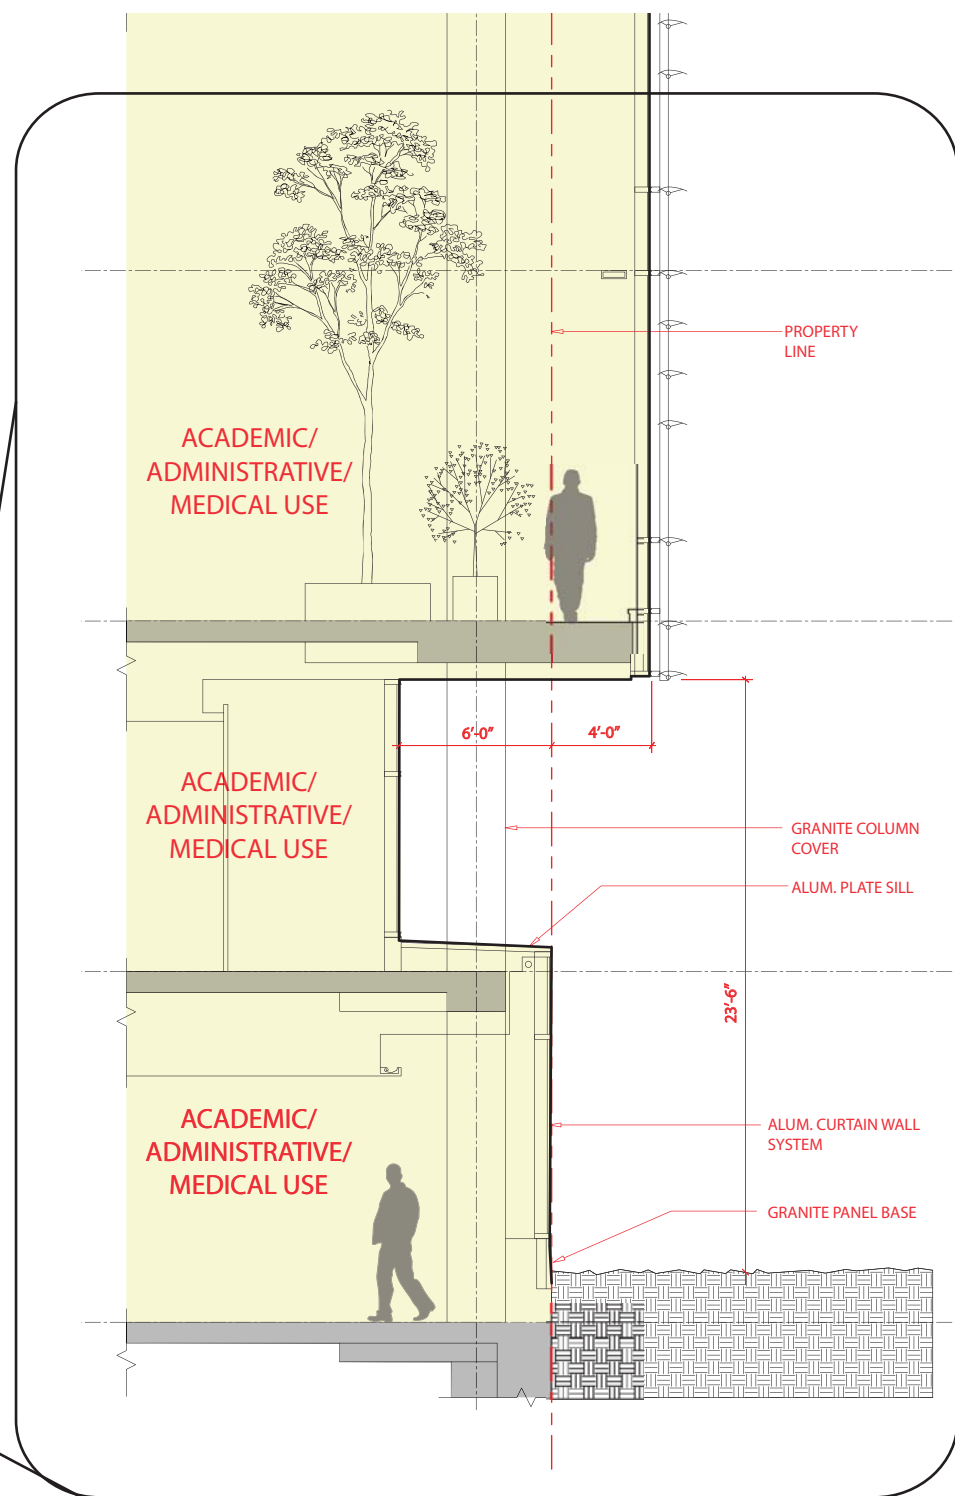 PROPERTY
LINE
ACADEMIC/
ADMINISTRATIVE/
MEDICAL USE
6'-0"
4'-0"
ACADEMIC/
ADMINISTRATIVE/
MEDICAL USE
GRANITE COLUMN
COVER
ALUM. PLATE SILL
23'-6"
ACADEMIC/
ADMINISTRATIVE/
MEDICAL USE
ALUM. CURTAIN WALL
SYSTEM
GRANITE PANEL BASE